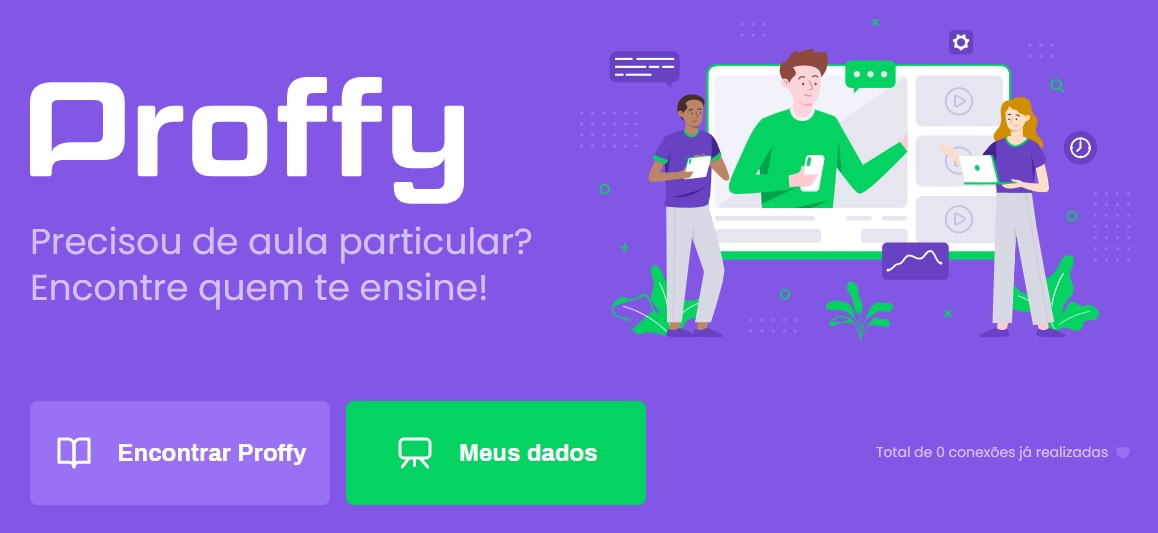 Proffy
Precisou de aula particular?
Encontre quem te ensine!
Encontrar Proffy
Meus dados
Total de 0 conexões já realizadas